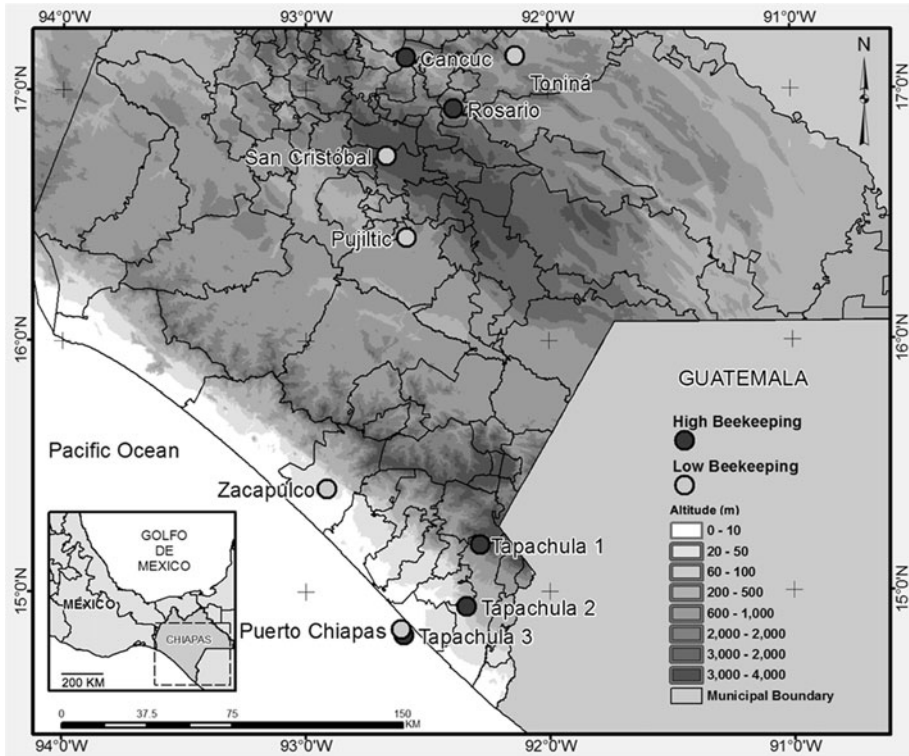 94°0'W 93°0'W 92°0'W 91°0'W
N
Cancuc
Toniná
17°0'N
17°0'N
Rosario
San Cristóbal
Pujiltic
16°0'N
16°0'N
GUATEMALA
High Beekeeping
Low Beekeeping
Pacific Ocean
Zacapulco
Altitude (m)
0 - 10
20 - 50
60 - 100
200 - 500
600 - 1,000
2,000 - 2,000
3,000 - 2,000
3,000 - 4,000
Municipal Boundary
Tapachula 1
Tapachula 2
Puerto Chiapas
Tapachula 3
15°0'N
15°0'N
GOLFO
DE
MEXICO
MÉXICO
CHIAPAS
200 KM
0 37.5 75 150
KM
94°0'W 93°0'W 92°0'W 91°0'W